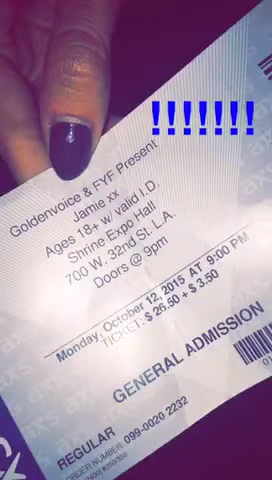 !!!!!!!
Goldenvoice & FYF Present
Jamie xx
Ages 18+ w/ valid I.D.
Shrine Expo Hall
700 W. 32nd St. L.A.
Doors @ 9pm
Monday, October 12, 2015 AT 9:00 PM
TICKET: $ 26.50 + $ 3.50
GENERAL ADMISSION
REGULAR
ORDER NUMBER: 099-0020 2232